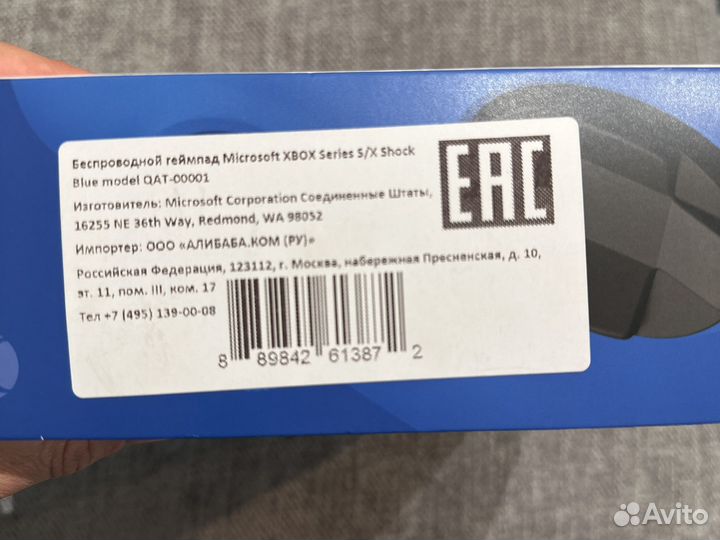 Беспроводной геймпад Microsoft XBOX Series S/X Shock
Blue model QAT-00001
Изготовитель: Microsoft Corporation Соединенные Штаты,
16255 NE 36th Way, Redmond, WA 98052
Импортер: ООО «АЛИБАБА.КОМ (РУ)»
Российская Федерация, 123112, г. Москва, набережная Пресненская, д. 10,
эт. 11, пом. III, ком. 17
Тел +7 (495) 139-00-08
EAC
8 89842 61387 2
Avito